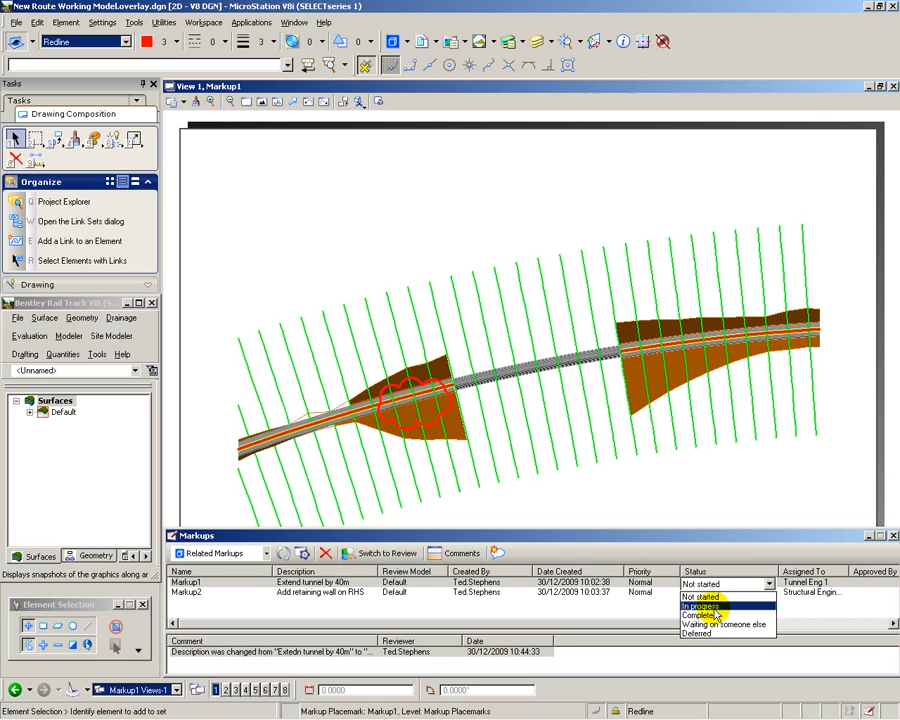 New Route Working Model.overlay.dgn [2D - V8 DGN] - MicroStation V8i (SELECTseries 1)
File Edit Element Settings Tools Utilities Workspace Applications Window Help
Redline 3 0 3 0 0
Tasks
View 1, Markup1
Tasks
Drawing Composition
Organize
Q Project Explorer
W Open the Link Sets dialog
E Add a Link to an Element
R Select Elements with Links
Drawing
Bentley Rail Track V8i (S...
File Surface Geometry Drainage
Evaluation Modeler Site Modeler
Drafting Quantities Tools Help
<Unnamed>
Surfaces
Default
Surfaces Geometry
Displays snapshots of the graphics along ar
Element Selection
Markups
Related Markups Switch to Review Comments
Name Description Review Model Created By Date Created Priority Status Assigned To Approved By
Markup1 Extend tunnel by 40m Default Ted.Stephens 30/12/2009 10:02:38 Normal Not started Tunnel Eng 1
Markup2 Add retaining wall on RHS Default Ted.Stephens 30/12/2009 10:03:37 Normal Structural Engin...
Not started
In progress
Complete
Waiting on someone else
Deferred
Comment Reviewer Date
Description was changed from "Extedn tunnel by 40m" to "... Ted.Stephens 30/12/2009 10:44:33
Markup1 Views-1 1 2 3 4 5 6 7 8 0.0000 0.0000°
Element Selection > Identify element to add to set Markup Placemark: Markup1, Level: Markup Placemarks Redline